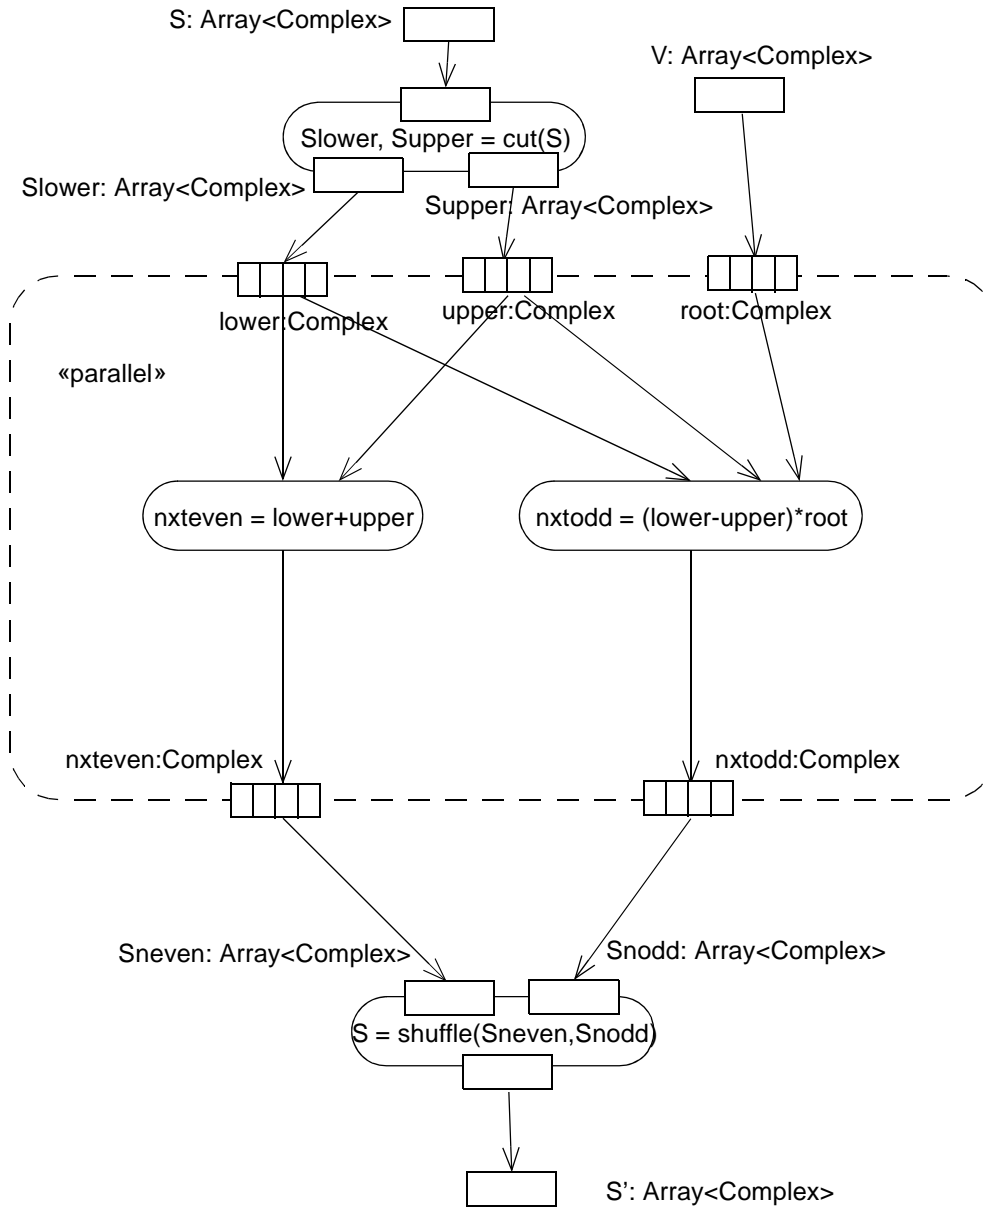 S: Array<Complex>
V: Array<Complex>
Slower, Supper = cut(S)
Slower: Array<Complex>
Supper: Array<Complex>
lower:Complex
upper:Complex
root:Complex
«parallel»
nxteven = lower+upper
nxtodd = (lower-upper)*root
nxteven:Complex
nxtodd:Complex
Sneven: Array<Complex>
Snodd: Array<Complex>
S = shuffle(Sneven,Snodd)
S': Array<Complex>